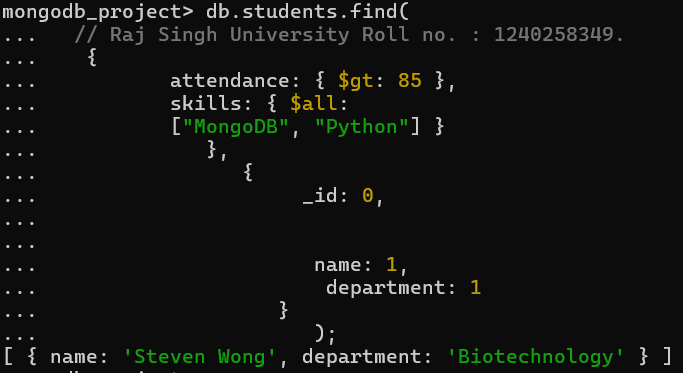 mongodb_project> db.students.find(
...   // Raj Singh University Roll no. : 1240258349.
...    {
...           attendance: { $gt: 85 },
...           skills: { $all:
...           ["MongoDB", "Python"] }
...              },
...                 {
...                      _id: 0,
...
...
...                       name: 1,
...                        department: 1
...                    }
...                       );
[ { name: 'Steven Wong', department: 'Biotechnology' } ]